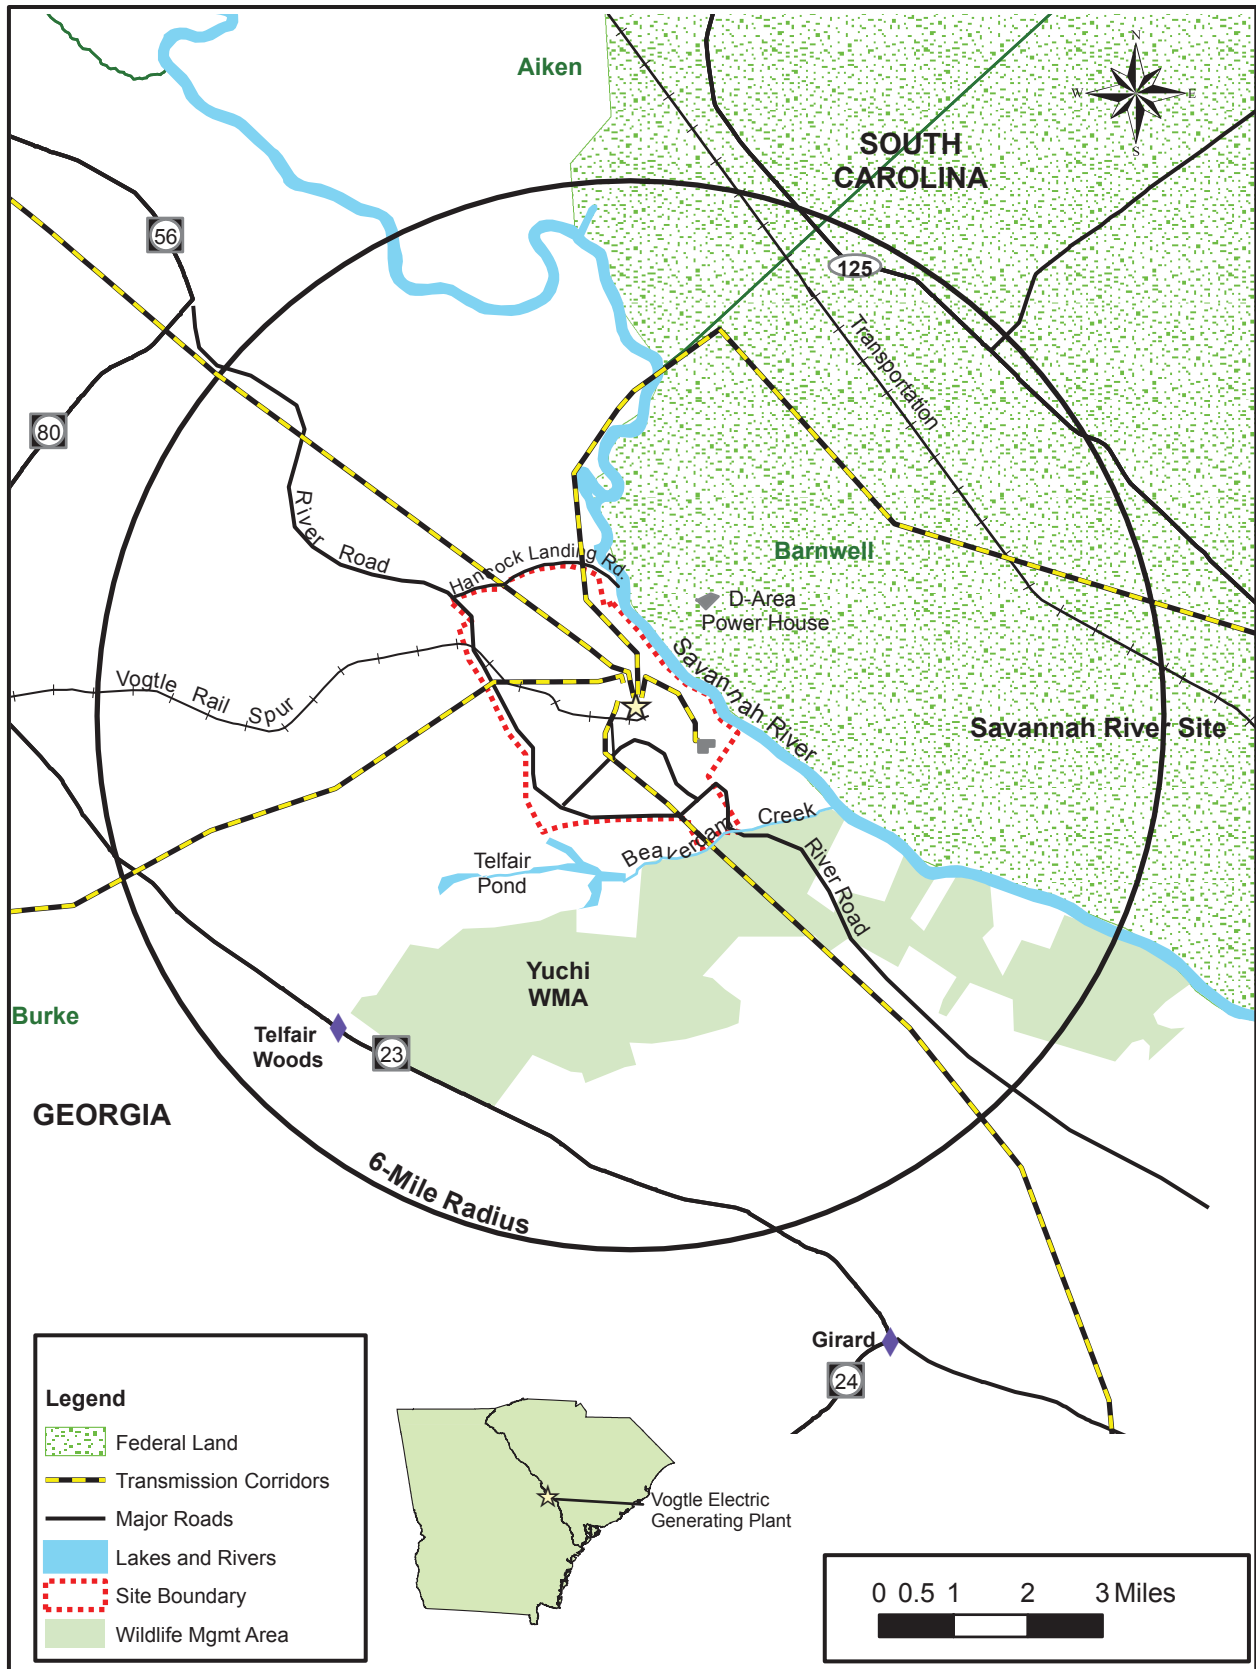 Aiken
N
W
E
S
SOUTH
CAROLINA
56
125
Transportation
80
River Road
Hancock Landing Rd.
Barnwell
D-Area
Power House
Savannah River
Vogtle Rail Spur
Savannah River Site
Beaverdam Creek
Telfair
Pond
River Road
Yuchi
WMA
Burke
Telfair
Woods
23
GEORGIA
6-Mile Radius
Girard
24
Legend
Federal Land
Transmission Corridors
Major Roads
Lakes and Rivers
Site Boundary
Wildlife Mgmt Area
Vogtle Electric
Generating Plant
0 0.5 1 2 3 Miles